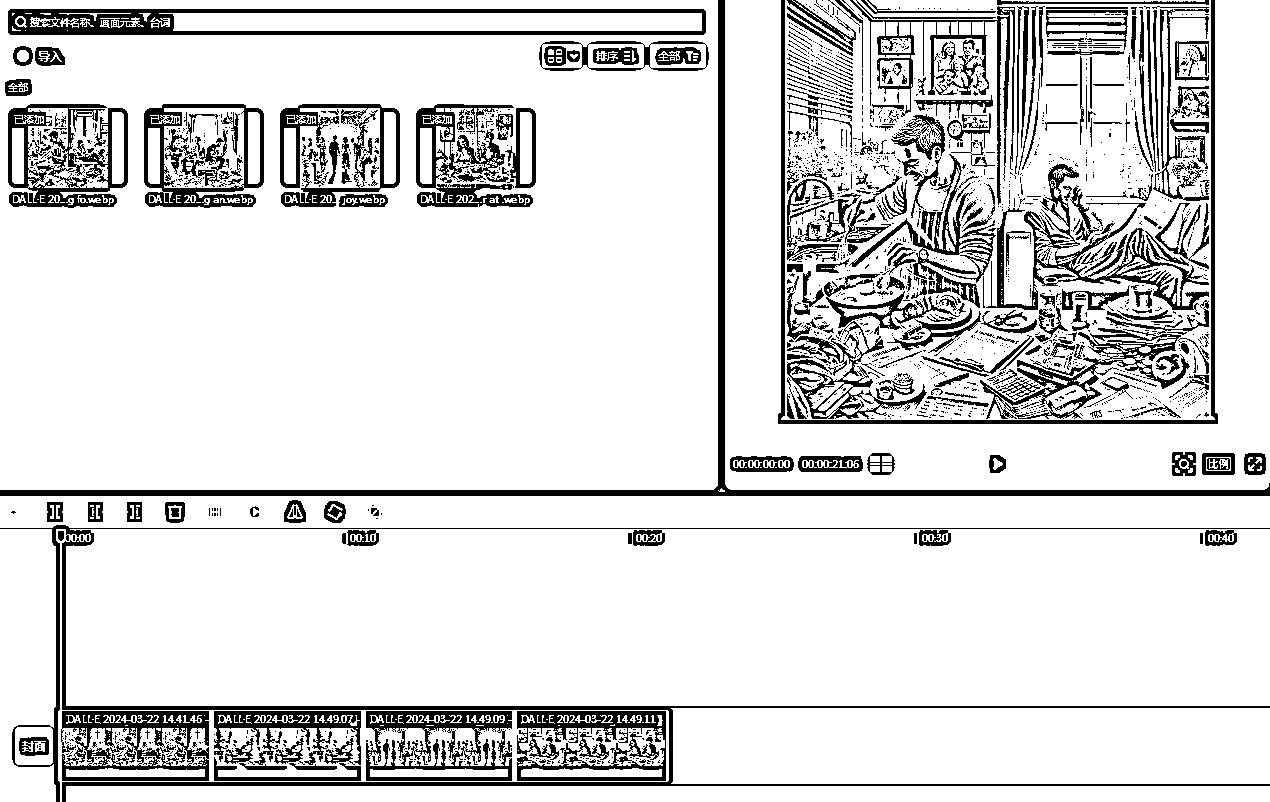 搜索文件名称、画面元素、台词
导入
排序 全部
全部
已添加 已添加 已添加 已添加
DALL·E 20...g fo.webp DALL·E 20...g an.webp DALL·E 20... joy.webp DALL·E 202...r at .webp
00:00:00:00 00:00:21:06
比例
00:00 00:10 00:20 00:30 00:40
DALL·E 2024-03-22 14.41.46 DALL·E 2024-03-22 14.49.07 DALL·E 2024-03-22 14.49.09 DALL·E 2024-03-22 14.49.11
封面